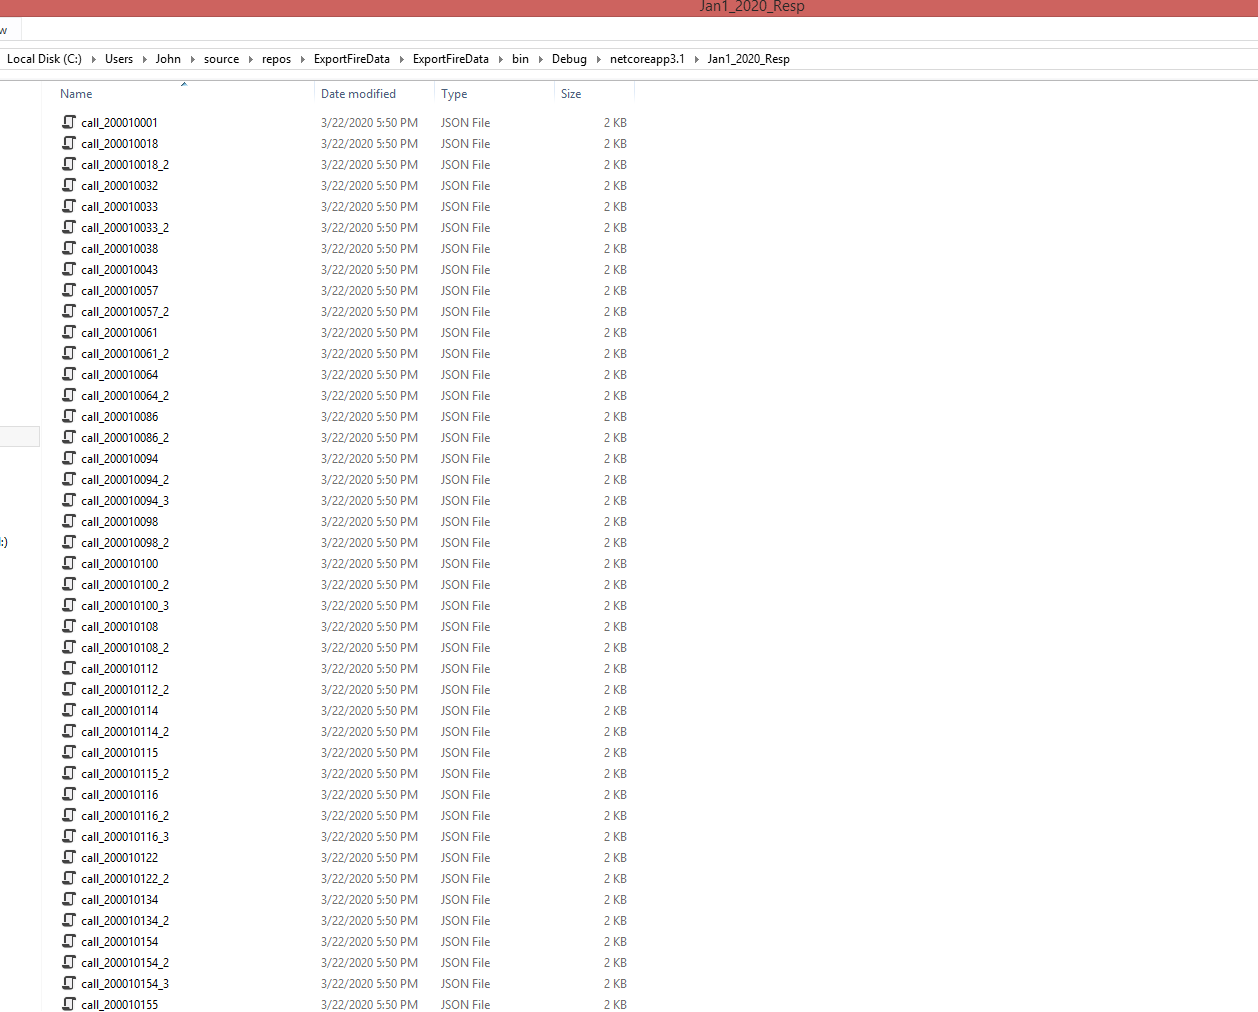 Jan1_2020_Resp
w
Local Disk (C:) Users John source repos ExportFireData ExportFireData bin Debug netcoreapp3.1 Jan1_2020_Resp
Name Date modified Type Size
call_200010001 3/22/2020 5:50 PM JSON File 2 KB
call_200010018 3/22/2020 5:50 PM JSON File 2 KB
call_200010018_2 3/22/2020 5:50 PM JSON File 2 KB
call_200010032 3/22/2020 5:50 PM JSON File 2 KB
call_200010033 3/22/2020 5:50 PM JSON File 2 KB
call_200010033_2 3/22/2020 5:50 PM JSON File 2 KB
call_200010038 3/22/2020 5:50 PM JSON File 2 KB
call_200010043 3/22/2020 5:50 PM JSON File 2 KB
call_200010057 3/22/2020 5:50 PM JSON File 2 KB
call_200010057_2 3/22/2020 5:50 PM JSON File 2 KB
call_200010061 3/22/2020 5:50 PM JSON File 2 KB
call_200010061_2 3/22/2020 5:50 PM JSON File 2 KB
call_200010064 3/22/2020 5:50 PM JSON File 2 KB
call_200010064_2 3/22/2020 5:50 PM JSON File 2 KB
call_200010086 3/22/2020 5:50 PM JSON File 2 KB
call_200010086_2 3/22/2020 5:50 PM JSON File 2 KB
call_200010094 3/22/2020 5:50 PM JSON File 2 KB
call_200010094_2 3/22/2020 5:50 PM JSON File 2 KB
call_200010094_3 3/22/2020 5:50 PM JSON File 2 KB
call_200010098 3/22/2020 5:50 PM JSON File 2 KB
:) call_200010098_2 3/22/2020 5:50 PM JSON File 2 KB
call_200010100 3/22/2020 5:50 PM JSON File 2 KB
call_200010100_2 3/22/2020 5:50 PM JSON File 2 KB
call_200010100_3 3/22/2020 5:50 PM JSON File 2 KB
call_200010108 3/22/2020 5:50 PM JSON File 2 KB
call_200010108_2 3/22/2020 5:50 PM JSON File 2 KB
call_200010112 3/22/2020 5:50 PM JSON File 2 KB
call_200010112_2 3/22/2020 5:50 PM JSON File 2 KB
call_200010114 3/22/2020 5:50 PM JSON File 2 KB
call_200010114_2 3/22/2020 5:50 PM JSON File 2 KB
call_200010115 3/22/2020 5:50 PM JSON File 2 KB
call_200010115_2 3/22/2020 5:50 PM JSON File 2 KB
call_200010116 3/22/2020 5:50 PM JSON File 2 KB
call_200010116_2 3/22/2020 5:50 PM JSON File 2 KB
call_200010116_3 3/22/2020 5:50 PM JSON File 2 KB
call_200010122 3/22/2020 5:50 PM JSON File 2 KB
call_200010122_2 3/22/2020 5:50 PM JSON File 2 KB
call_200010134 3/22/2020 5:50 PM JSON File 2 KB
call_200010134_2 3/22/2020 5:50 PM JSON File 2 KB
call_200010154 3/22/2020 5:50 PM JSON File 2 KB
call_200010154_2 3/22/2020 5:50 PM JSON File 2 KB
call_200010154_3 3/22/2020 5:50 PM JSON File 2 KB
call_200010155 3/22/2020 5:50 PM JSON File 2 KB